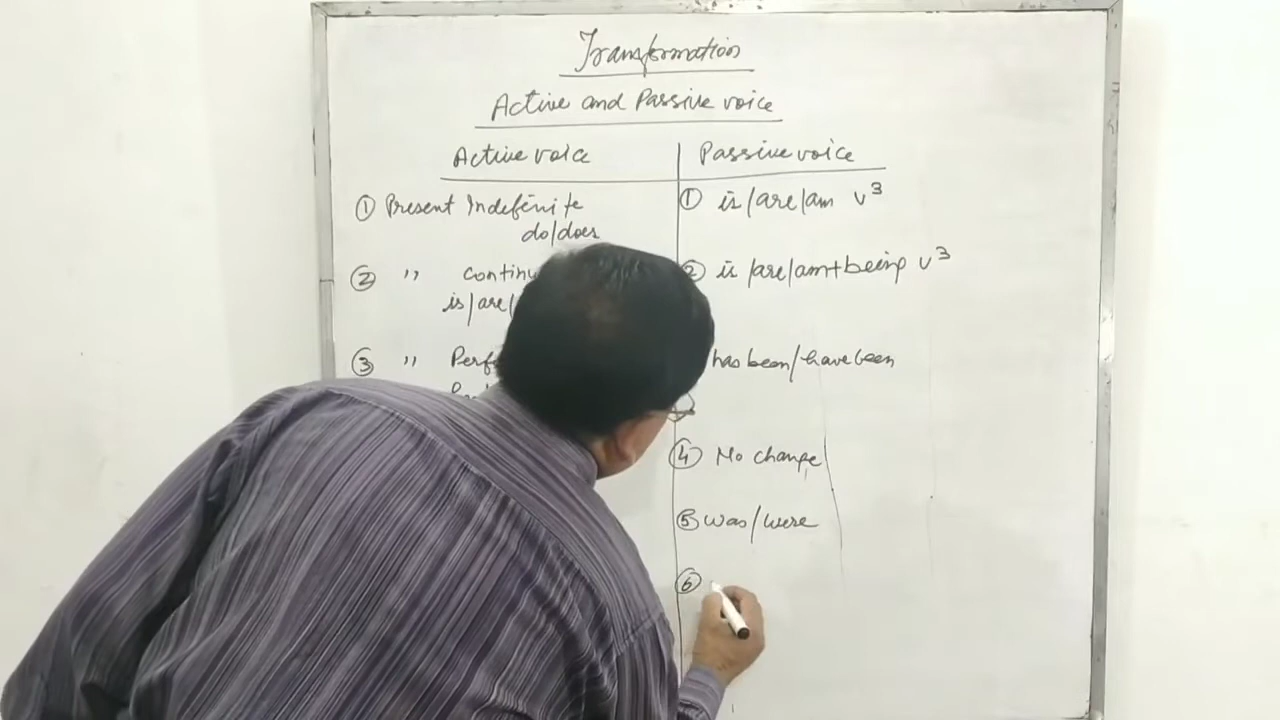 Transformation
Active and Passive voice
Active voice
Passive voice
① Present Indefinite
do/does
② " continu
is/are/
③ " Perf
① is/are/am v³
② is/are/am+being v³
has been/have been
④ No change
⑤ was/were
⑥